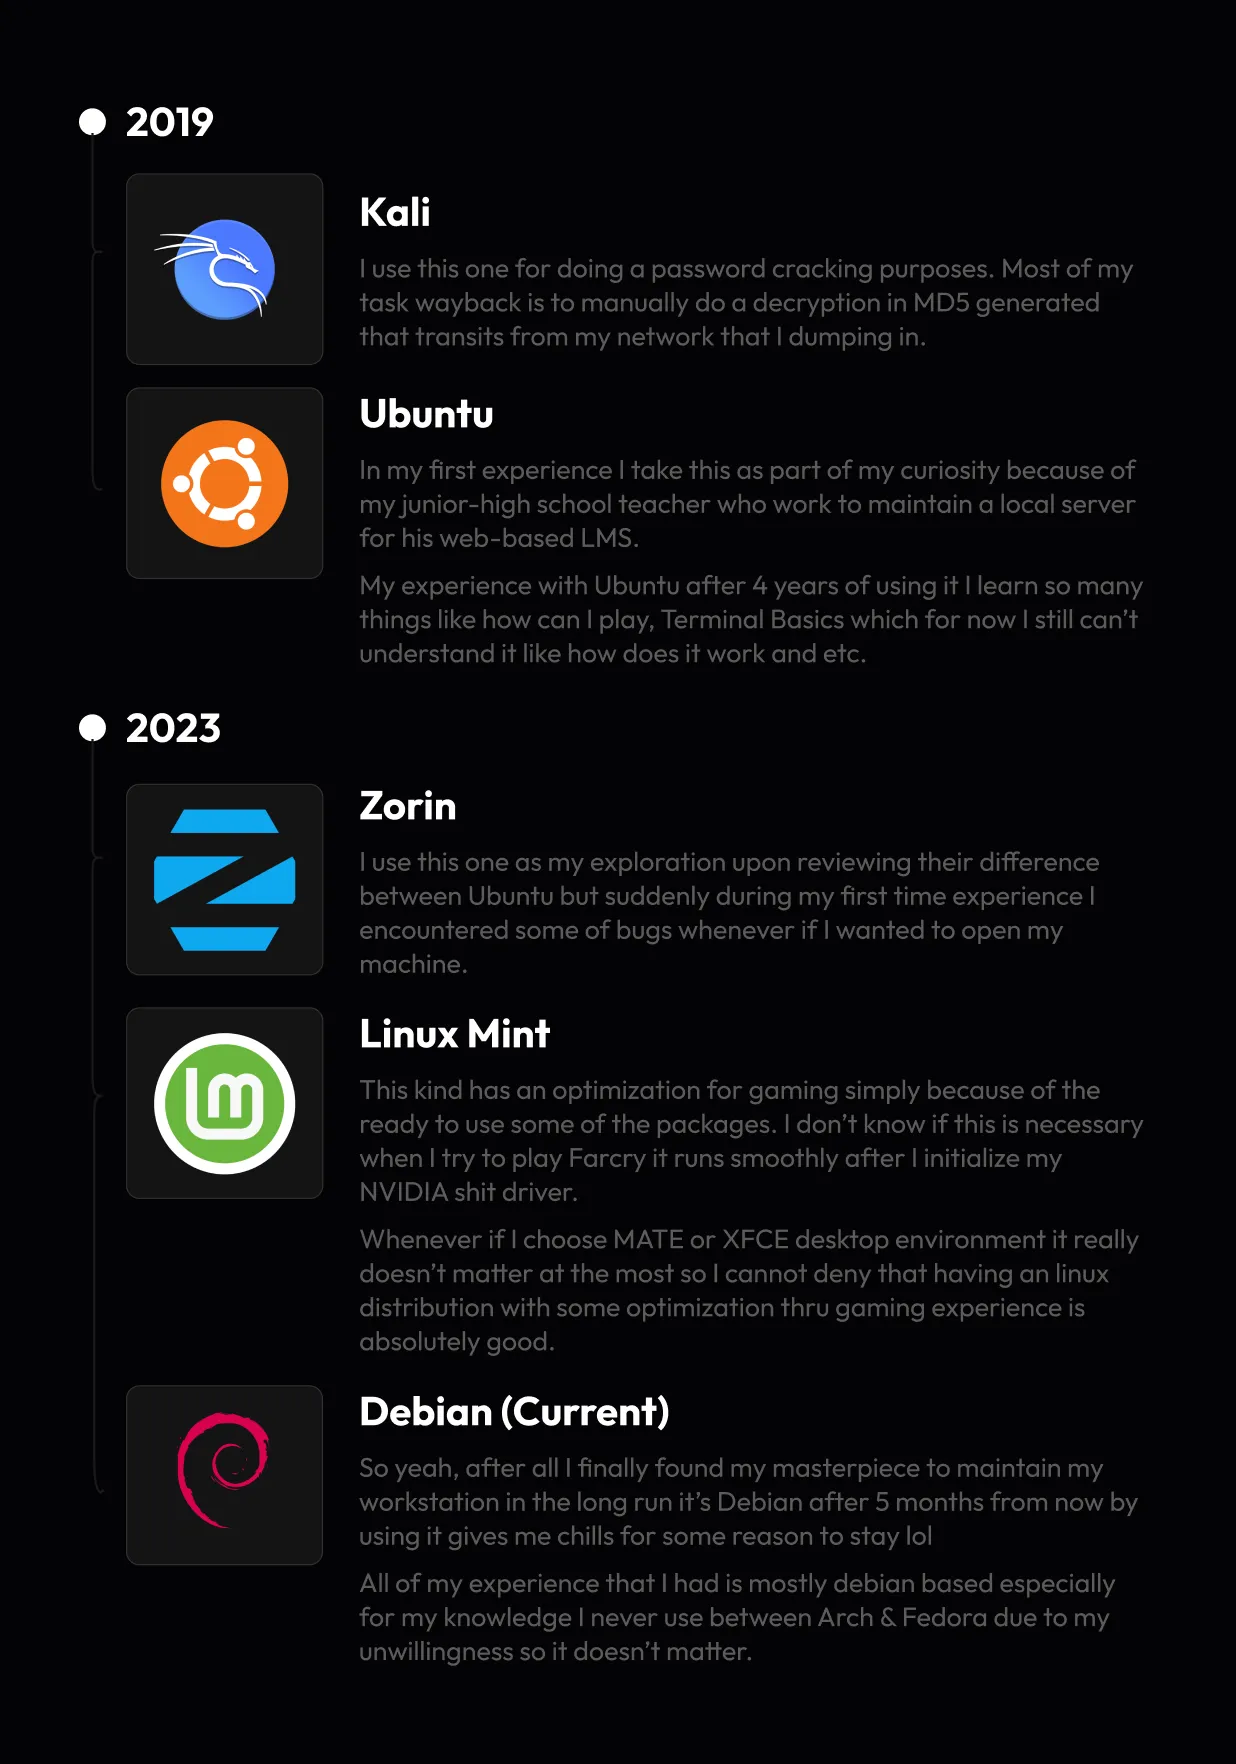 2019
Kali
I use this one for doing a password cracking purposes. Most of my
task wayback is to manually do a decryption in MD5 generated
that transits from my network that I dumping in.
Ubuntu
In my first experience I take this as part of my curiosity because of
my junior-high school teacher who work to maintain a local server
for his web-based LMS.
My experience with Ubuntu after 4 years of using it I learn so many
things like how can I play, Terminal Basics which for now I still can't
understand it like how does it work and etc.
2023
Zorin
I use this one as my exploration upon reviewing their difference
between Ubuntu but suddenly during my first time experience I
encountered some of bugs whenever if I wanted to open my
machine.
lm
Linux Mint
This kind has an optimization for gaming simply because of the
ready to use some of the packages. I don't know if this is necessary
when I try to play Farcry it runs smoothly after I initialize my
NVIDIA shit driver.
Whenever if I choose MATE or XFCE desktop environment it really
doesn't matter at the most so I cannot deny that having an linux
distribution with some optimization thru gaming experience is
absolutely good.
Debian (Current)
So yeah, after all I finally found my masterpiece to maintain my
workstation in the long run it's Debian after 5 months from now by
using it gives me chills for some reason to stay lol
All of my experience that I had is mostly debian based especially
for my knowledge I never use between Arch & Fedora due to my
unwillingness so it doesn't matter.